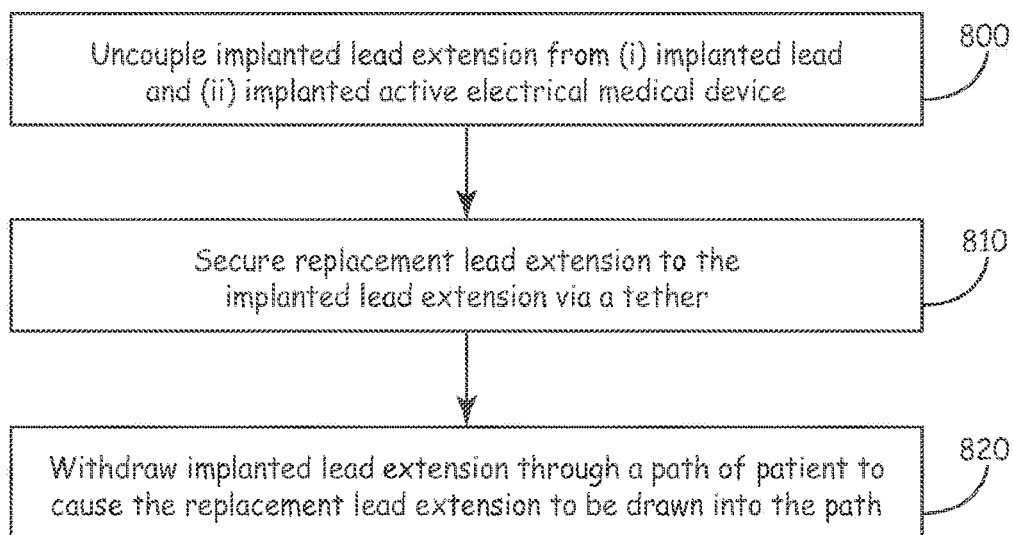 Uncouple implanted lead extension from (i) implanted lead
and (ii) implanted active electrical medical device
800
Secure replacement lead extension to the
implanted lead extension via a tether
810
Withdraw implanted lead extension through a path of patient to
cause the replacement lead extension to be drawn into the path
820